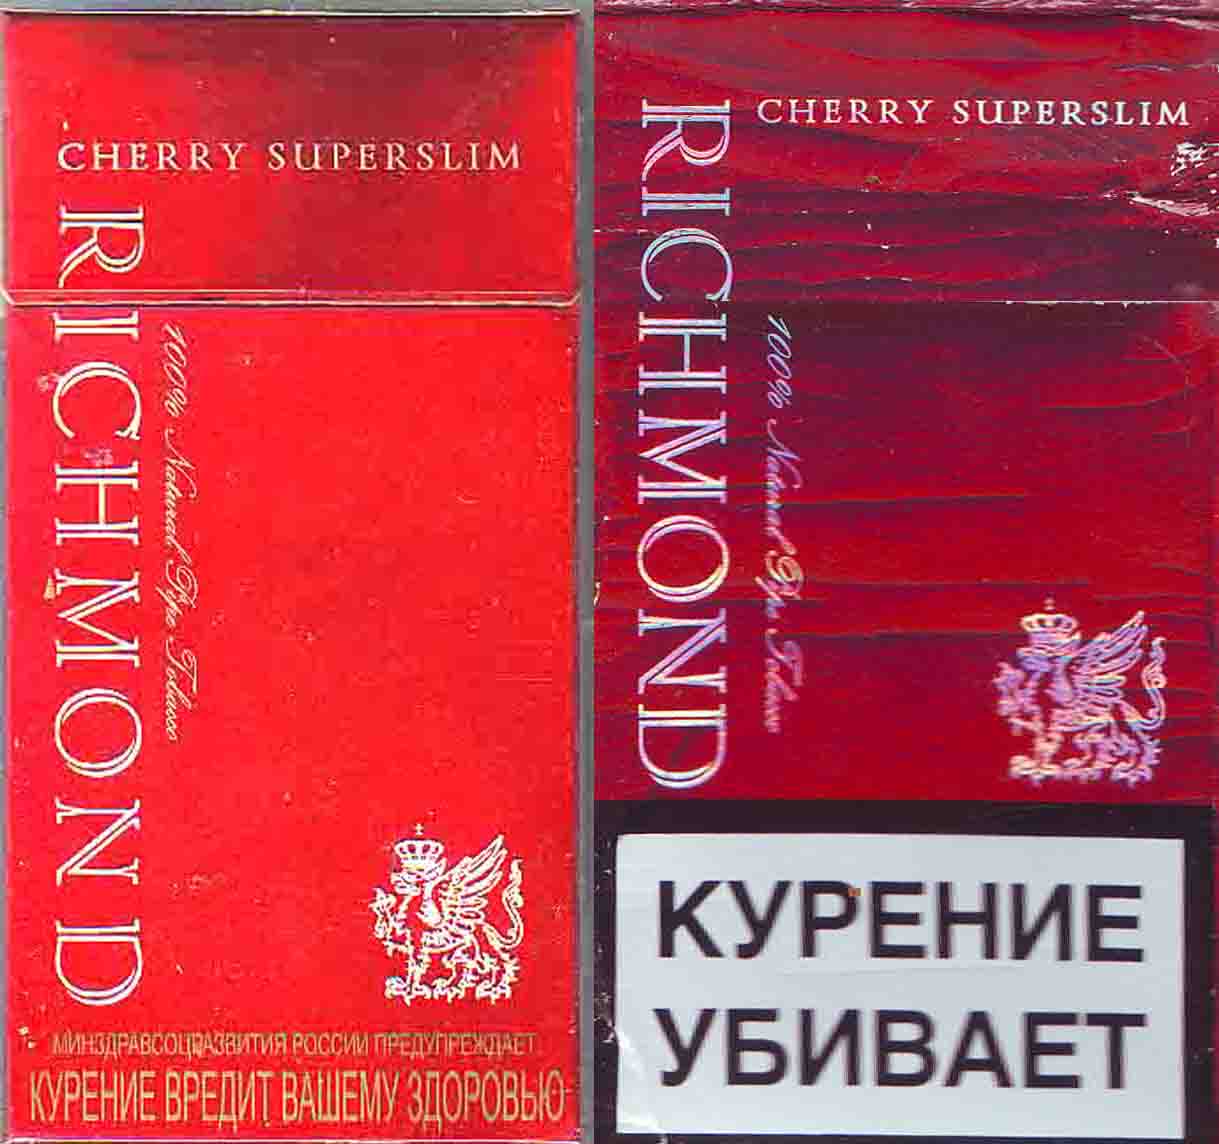 CHERRY SUPERSLIM
RICHMOND
100% Natural Pipe Tobacco
МИНЗДРАВСОЦРАЗВИТИЯ РОССИИ ПРЕДУПРЕЖДАЕТ
КУРЕНИЕ ВРЕДИТ ВАШЕМУ ЗДОРОВЬЮ
CHERRY SUPERSLIM
RICHMOND
100% Natural Pipe Tobacco
КУРЕНИЕ
УБИВАЕТ